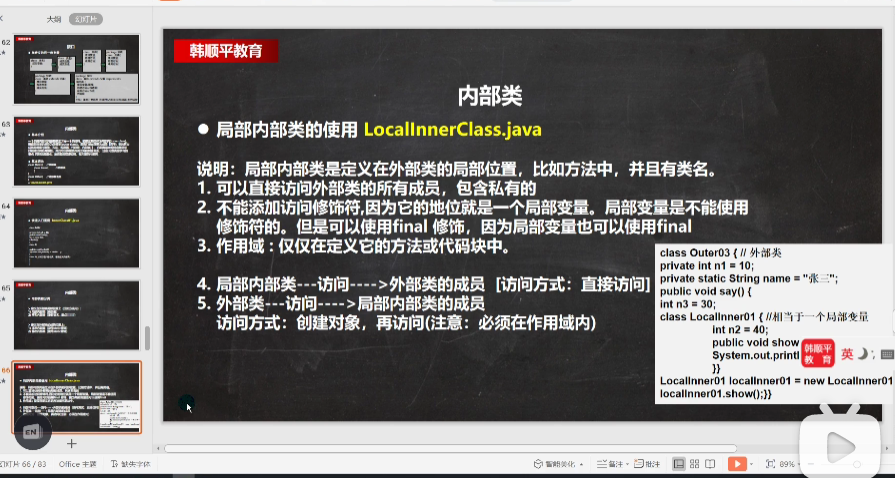 大纲
幻灯片
62
63
64
65
66
韩顺平教育
内部类
● 局部内部类的使用 LocalInnerClass.java
说明：局部内部类是定义在外部类的局部位置，比如方法中，并且有类名。
1. 可以直接访问外部类的所有成员，包含私有的
2. 不能添加访问修饰符,因为它的地位就是一个局部变量。局部变量是不能使用
修饰符的。但是可以使用final 修饰，因为局部变量也可以使用final
3. 作用域：仅仅在定义它的方法或代码块中。
4. 局部内部类---访问---->外部类的成员 [访问方式：直接访问]
5. 外部类---访问---->局部内部类的成员
访问方式：创建对象，再访问(注意：必须在作用域内)
class Outer03 { // 外部类
private int n1 = 10;
private static String name = "张三";
public void say() {
int n3 = 30;
class LocalInner01 { //相当于一个局部变量
int n2 = 40;
public void show
System.out.printl
}}
LocalInner01 localInner01 = new LocalInner01
localInner01.show();}}
韩顺平
教 育
英
EN
幻灯片 66 / 83
Office 主题
缺失字体
智能美化
备注
批注
89%